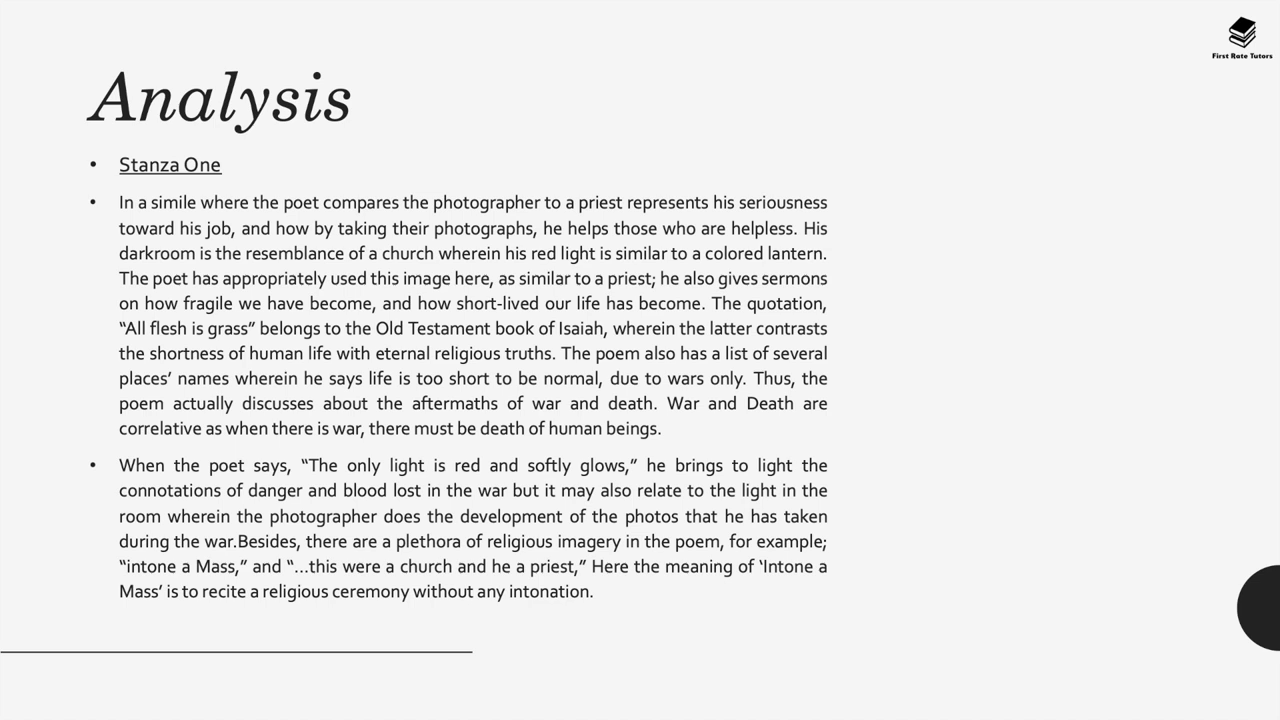 First Rate Tutors
Analysis
• Stanza One
• In a simile where the poet compares the photographer to a priest represents his seriousness
toward his job, and how by taking their photographs, he helps those who are helpless. His
darkroom is the resemblance of a church wherein his red light is similar to a colored lantern.
The poet has appropriately used this image here, as similar to a priest; he also gives sermons
on how fragile we have become, and how short-lived our life has become. The quotation,
“All flesh is grass” belongs to the Old Testament book of Isaiah, wherein the latter contrasts
the shortness of human life with eternal religious truths. The poem also has a list of several
places’ names wherein he says life is too short to be normal, due to wars only. Thus, the
poem actually discusses about the aftermaths of war and death. War and Death are
correlative as when there is war, there must be death of human beings.
• When the poet says, “The only light is red and softly glows,” he brings to light the
connotations of danger and blood lost in the war but it may also relate to the light in the
room wherein the photographer does the development of the photos that he has taken
during the war.Besides, there are a plethora of religious imagery in the poem, for example;
“intone a Mass,” and “…this were a church and he a priest,” Here the meaning of ‘Intone a
Mass’ is to recite a religious ceremony without any intonation.